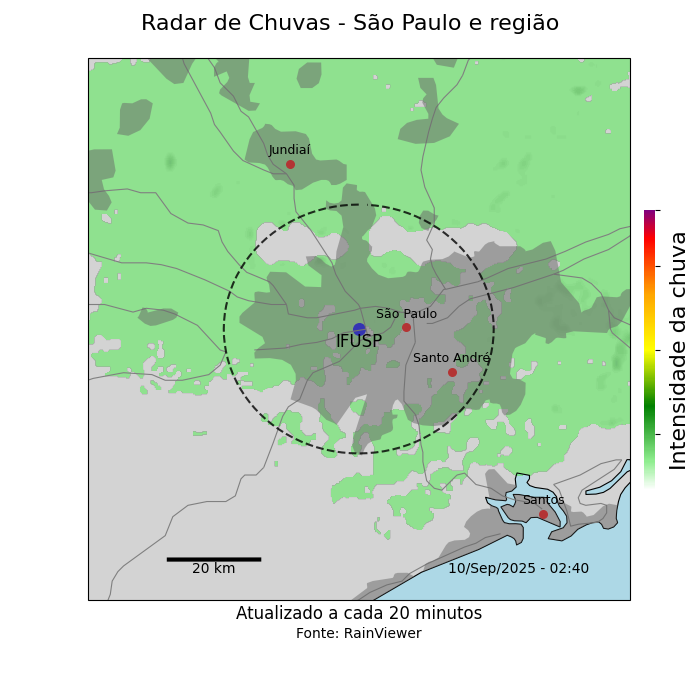 Radar de Chuvas - São Paulo e região
Jundiaí
São Paulo
IFUSP
Santo André
Santos
20 km
10/Sep/2025 - 02:40
Intensidade da chuva
Atualizado a cada 20 minutos
Fonte: RainViewer